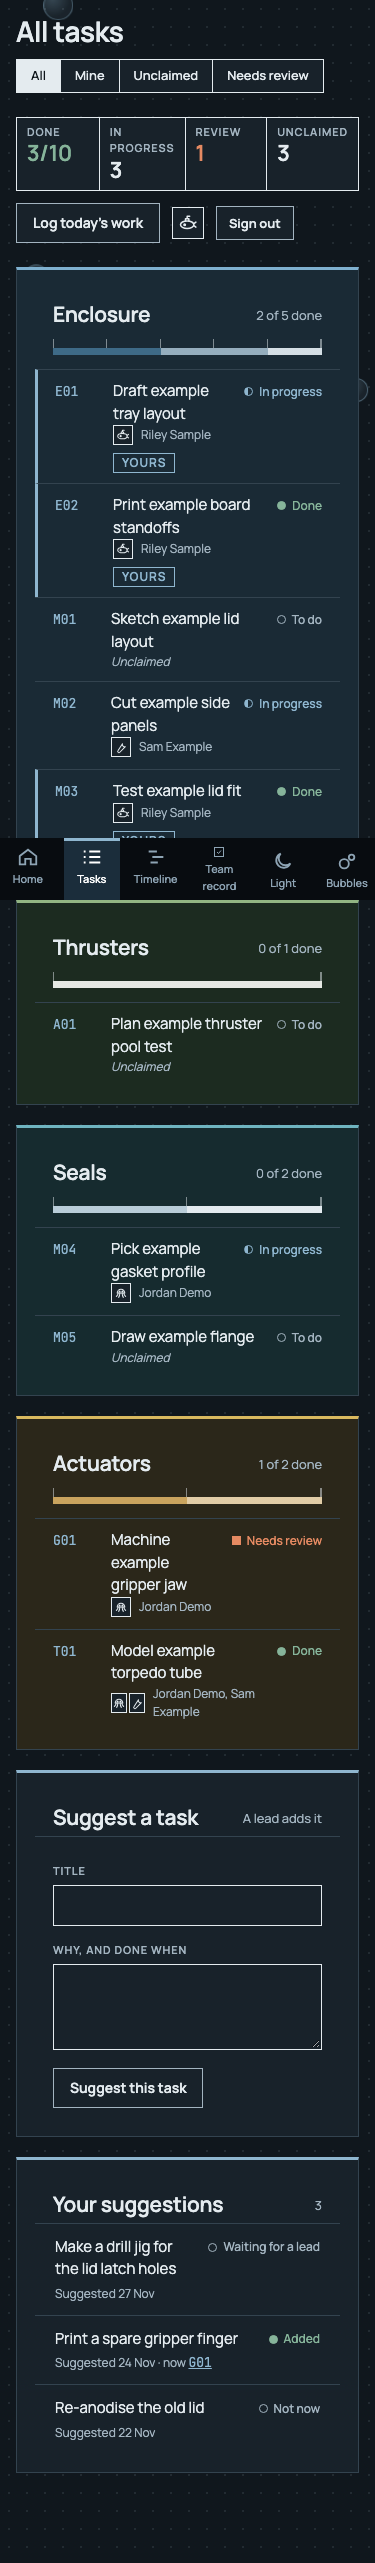 All tasks
All
Mine
Unclaimed
Needs review
DONE
3/10
IN
PROGRESS
3
REVIEW
1
UNCLAIMED
3
Log today's work
Sign out
Enclosure
2 of 5 done
E01
Draft example
tray layout
In progress
Riley Sample
YOURS
E02
Print example board
standoffs
Done
Riley Sample
YOURS
M01
Sketch example lid
layout
To do
Unclaimed
M02
Cut example side
panels
In progress
Sam Example
M03
Test example lid fit
Done
Riley Sample
YOURS
Home
Tasks
Timeline
Team
record
Light
Bubbles
Thrusters
0 of 1 done
A01
Plan example thruster
pool test
To do
Unclaimed
Seals
0 of 2 done
M04
Pick example
gasket profile
In progress
Jordan Demo
M05
Draw example flange
To do
Unclaimed
Actuators
1 of 2 done
G01
Machine
example
gripper jaw
Needs review
Jordan Demo
T01
Model example
torpedo tube
Done
Jordan Demo, Sam
Example
Suggest a task
A lead adds it
TITLE
WHY, AND DONE WHEN
Suggest this task
Your suggestions
3
Make a drill jig for
the lid latch holes
Waiting for a lead
Suggested 27 Nov
Print a spare gripper finger
Added
Suggested 24 Nov · now G01
Re-anodise the old lid
Not now
Suggested 22 Nov